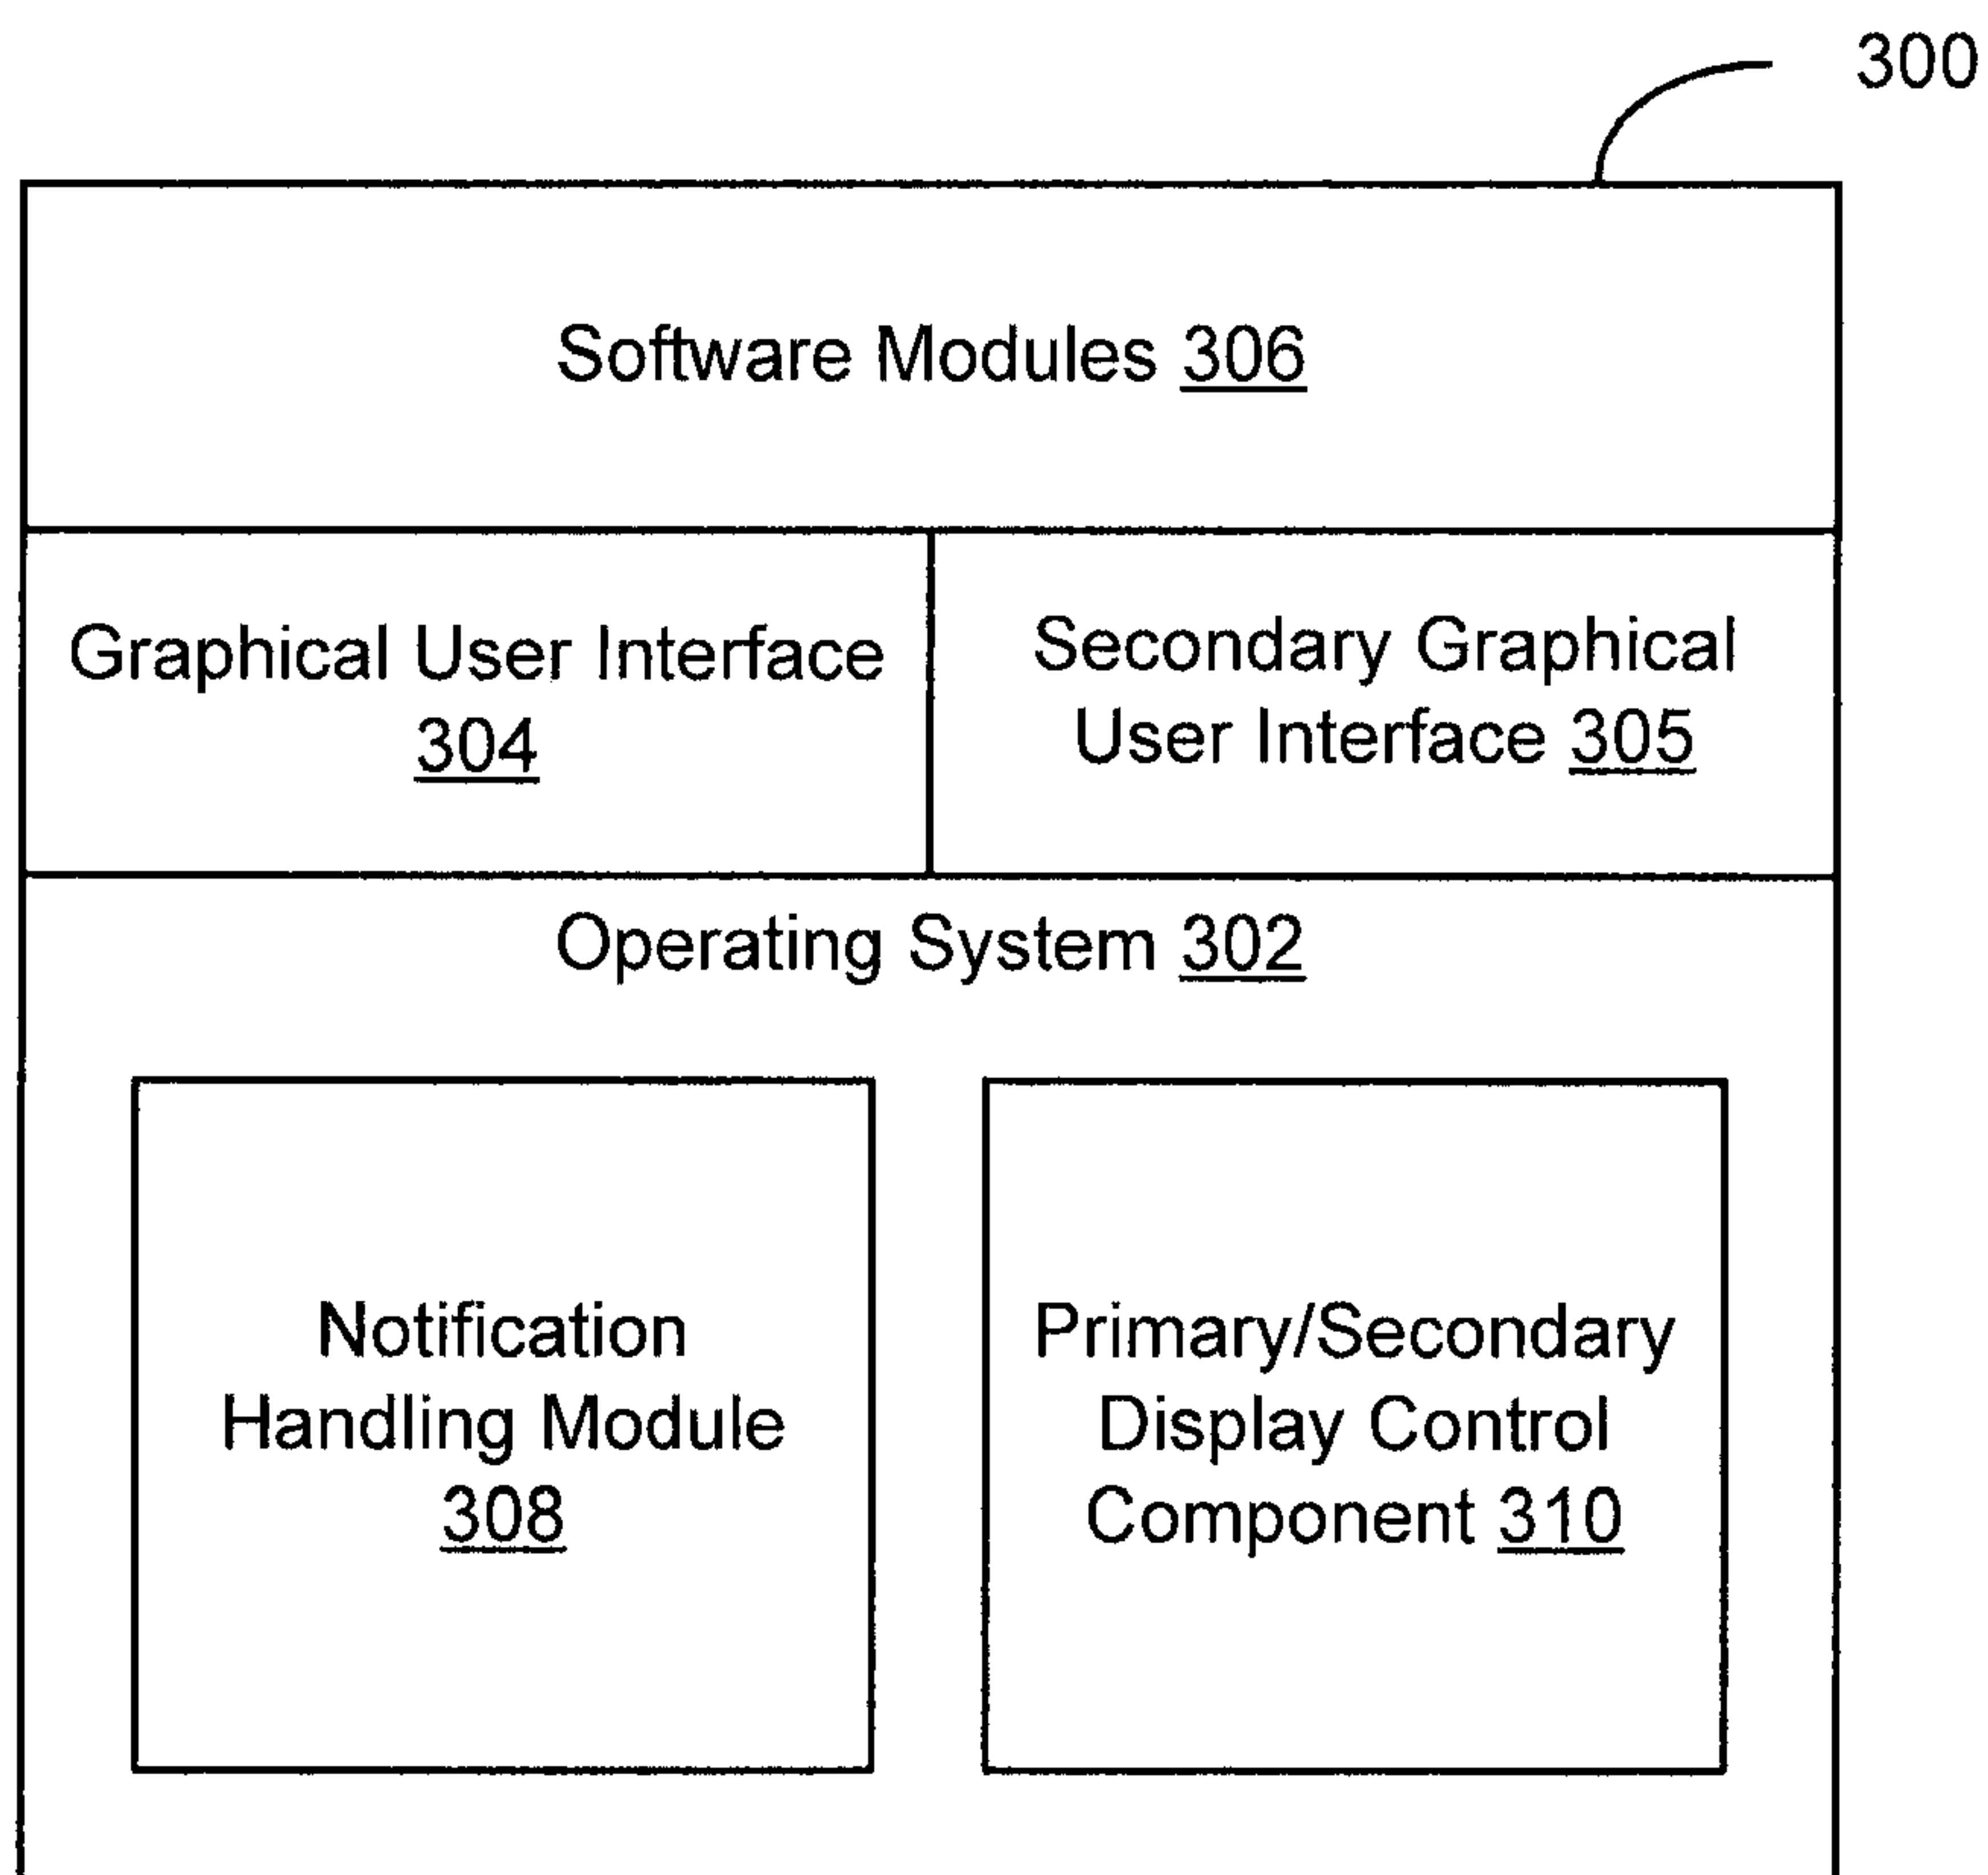 300
Software Modules 306
Graphical User Interface
304
Secondary Graphical
User Interface 305
Operating System 302
Notification
Handling Module
308
Primary/Secondary
Display Control
Component 310